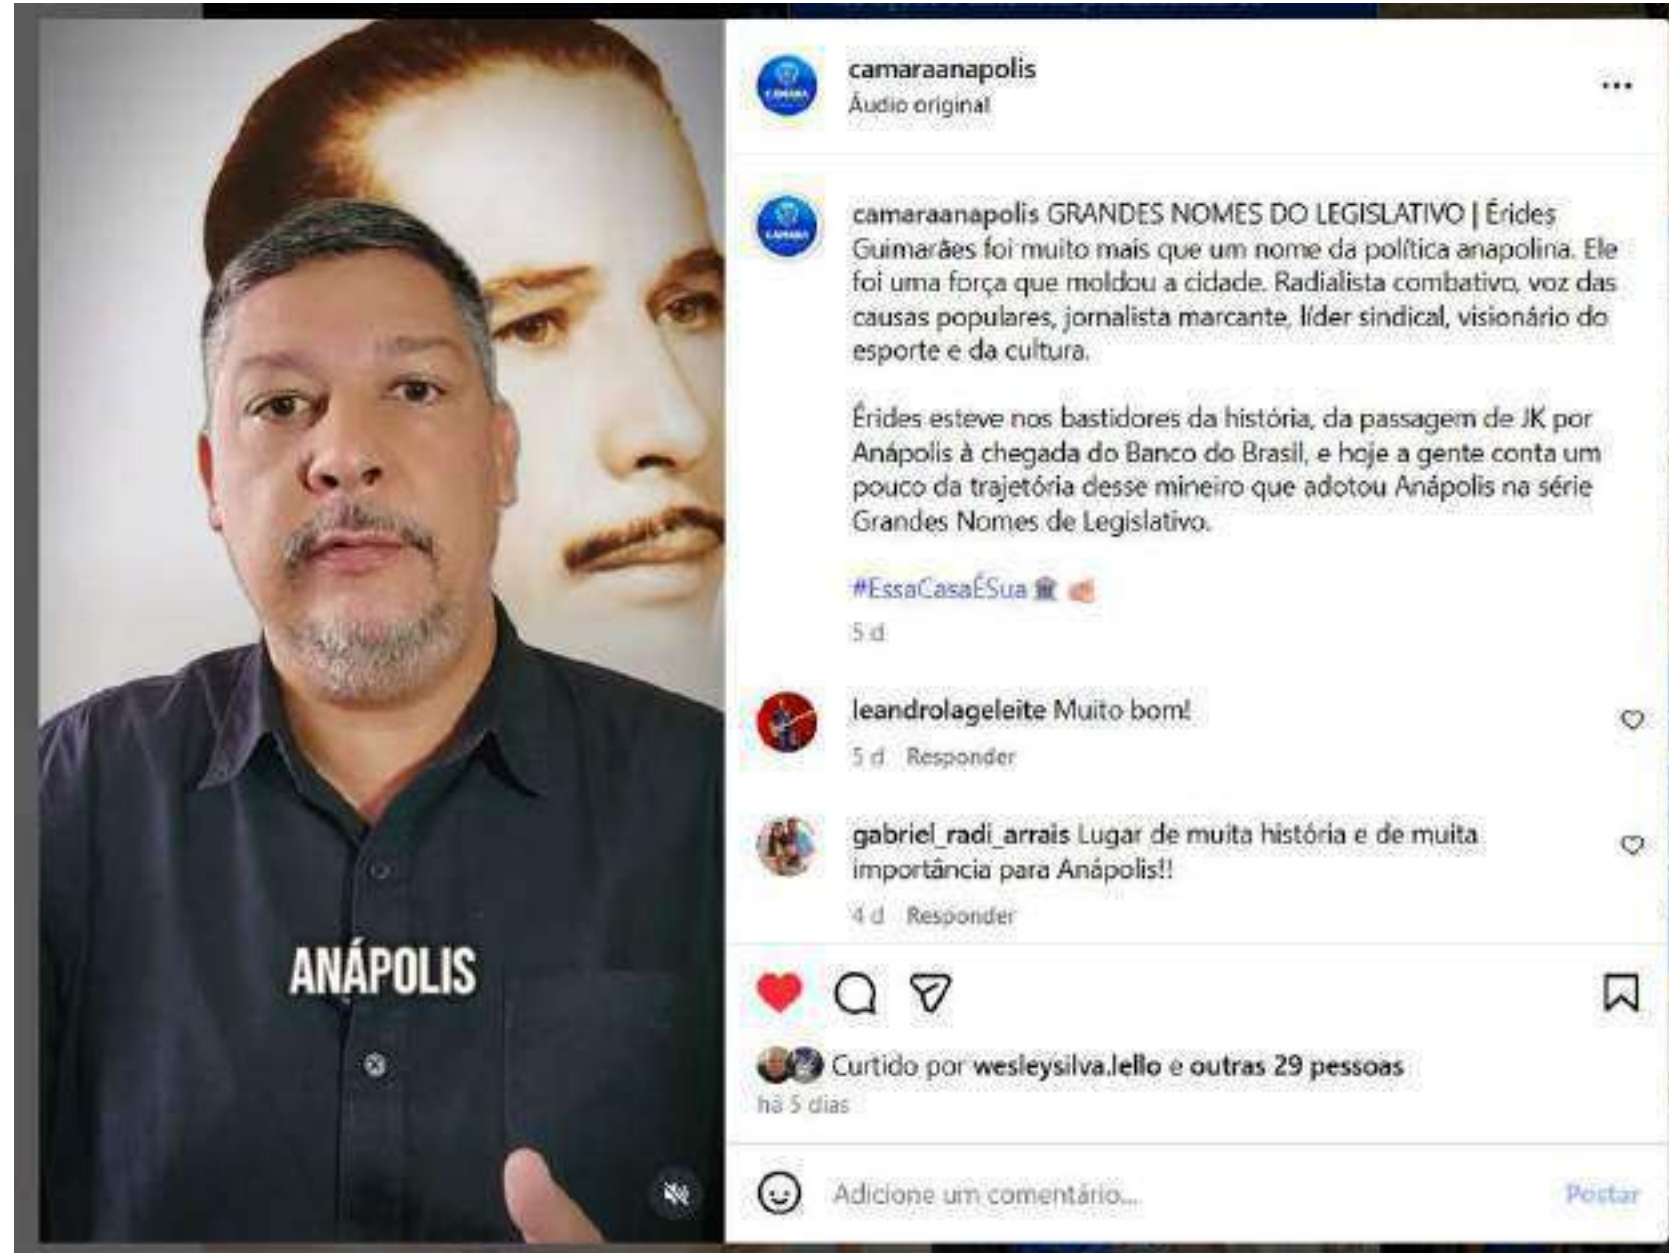 camaraanapolis
Áudio original
camaraanapolis GRANDES NOMES DO LEGISLATIVO | Érides
Guimarães foi muito mais que um nome da política anapolina. Ele
foi uma força que moldou a cidade. Radialista combativo, voz das
causas populares, jornalista marcante, líder sindical, visionário do
esporte e da cultura.
Érides esteve nos bastidores da história, da passagem de JK por
Anápolis à chegada do Banco do Brasil, e hoje a gente conta um
pouco da trajetória desse mineiro que adotou Anápolis na série
Grandes Nomes de Legislativo.
#EssaCasaÉSua
5 d
leandrolageleite Muito bom!
5 d Responder
gabriel_radi_arrais Lugar de muita história e de muita
importância para Anápolis!!
4 d Responder
ANÁPOLIS
Curtido por wesleysilva.lello e outras 29 pessoas
há 5 dias
Adicione um comentário...
Postar